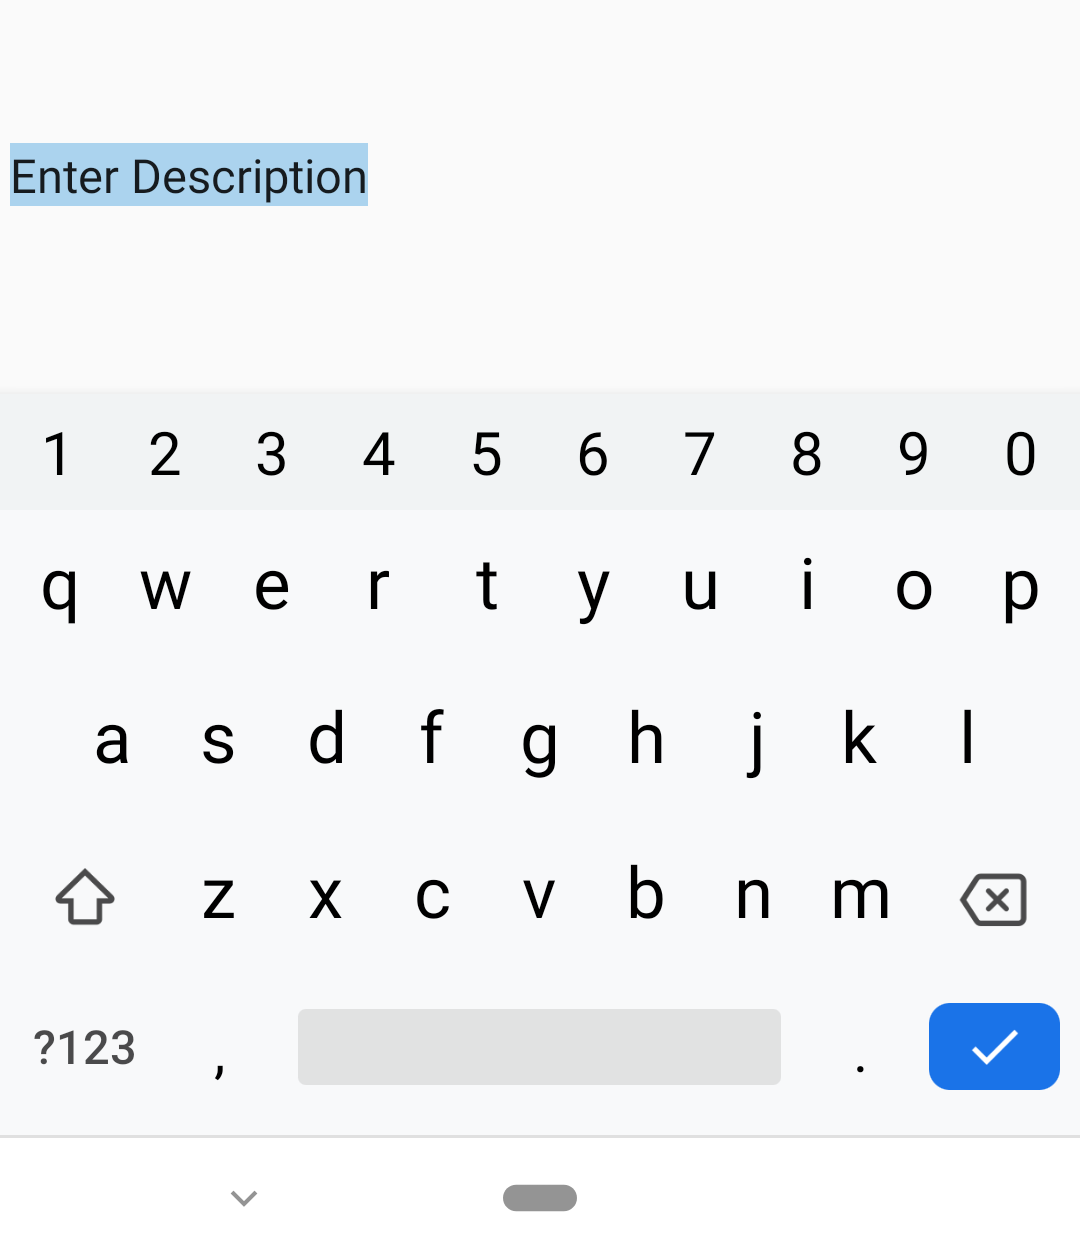 Enter Description
1 2 3 4 5 6 7 8 9 0
q w e r t y u i o p
a s d f g h j k l
z x c v b n m
?123 , .